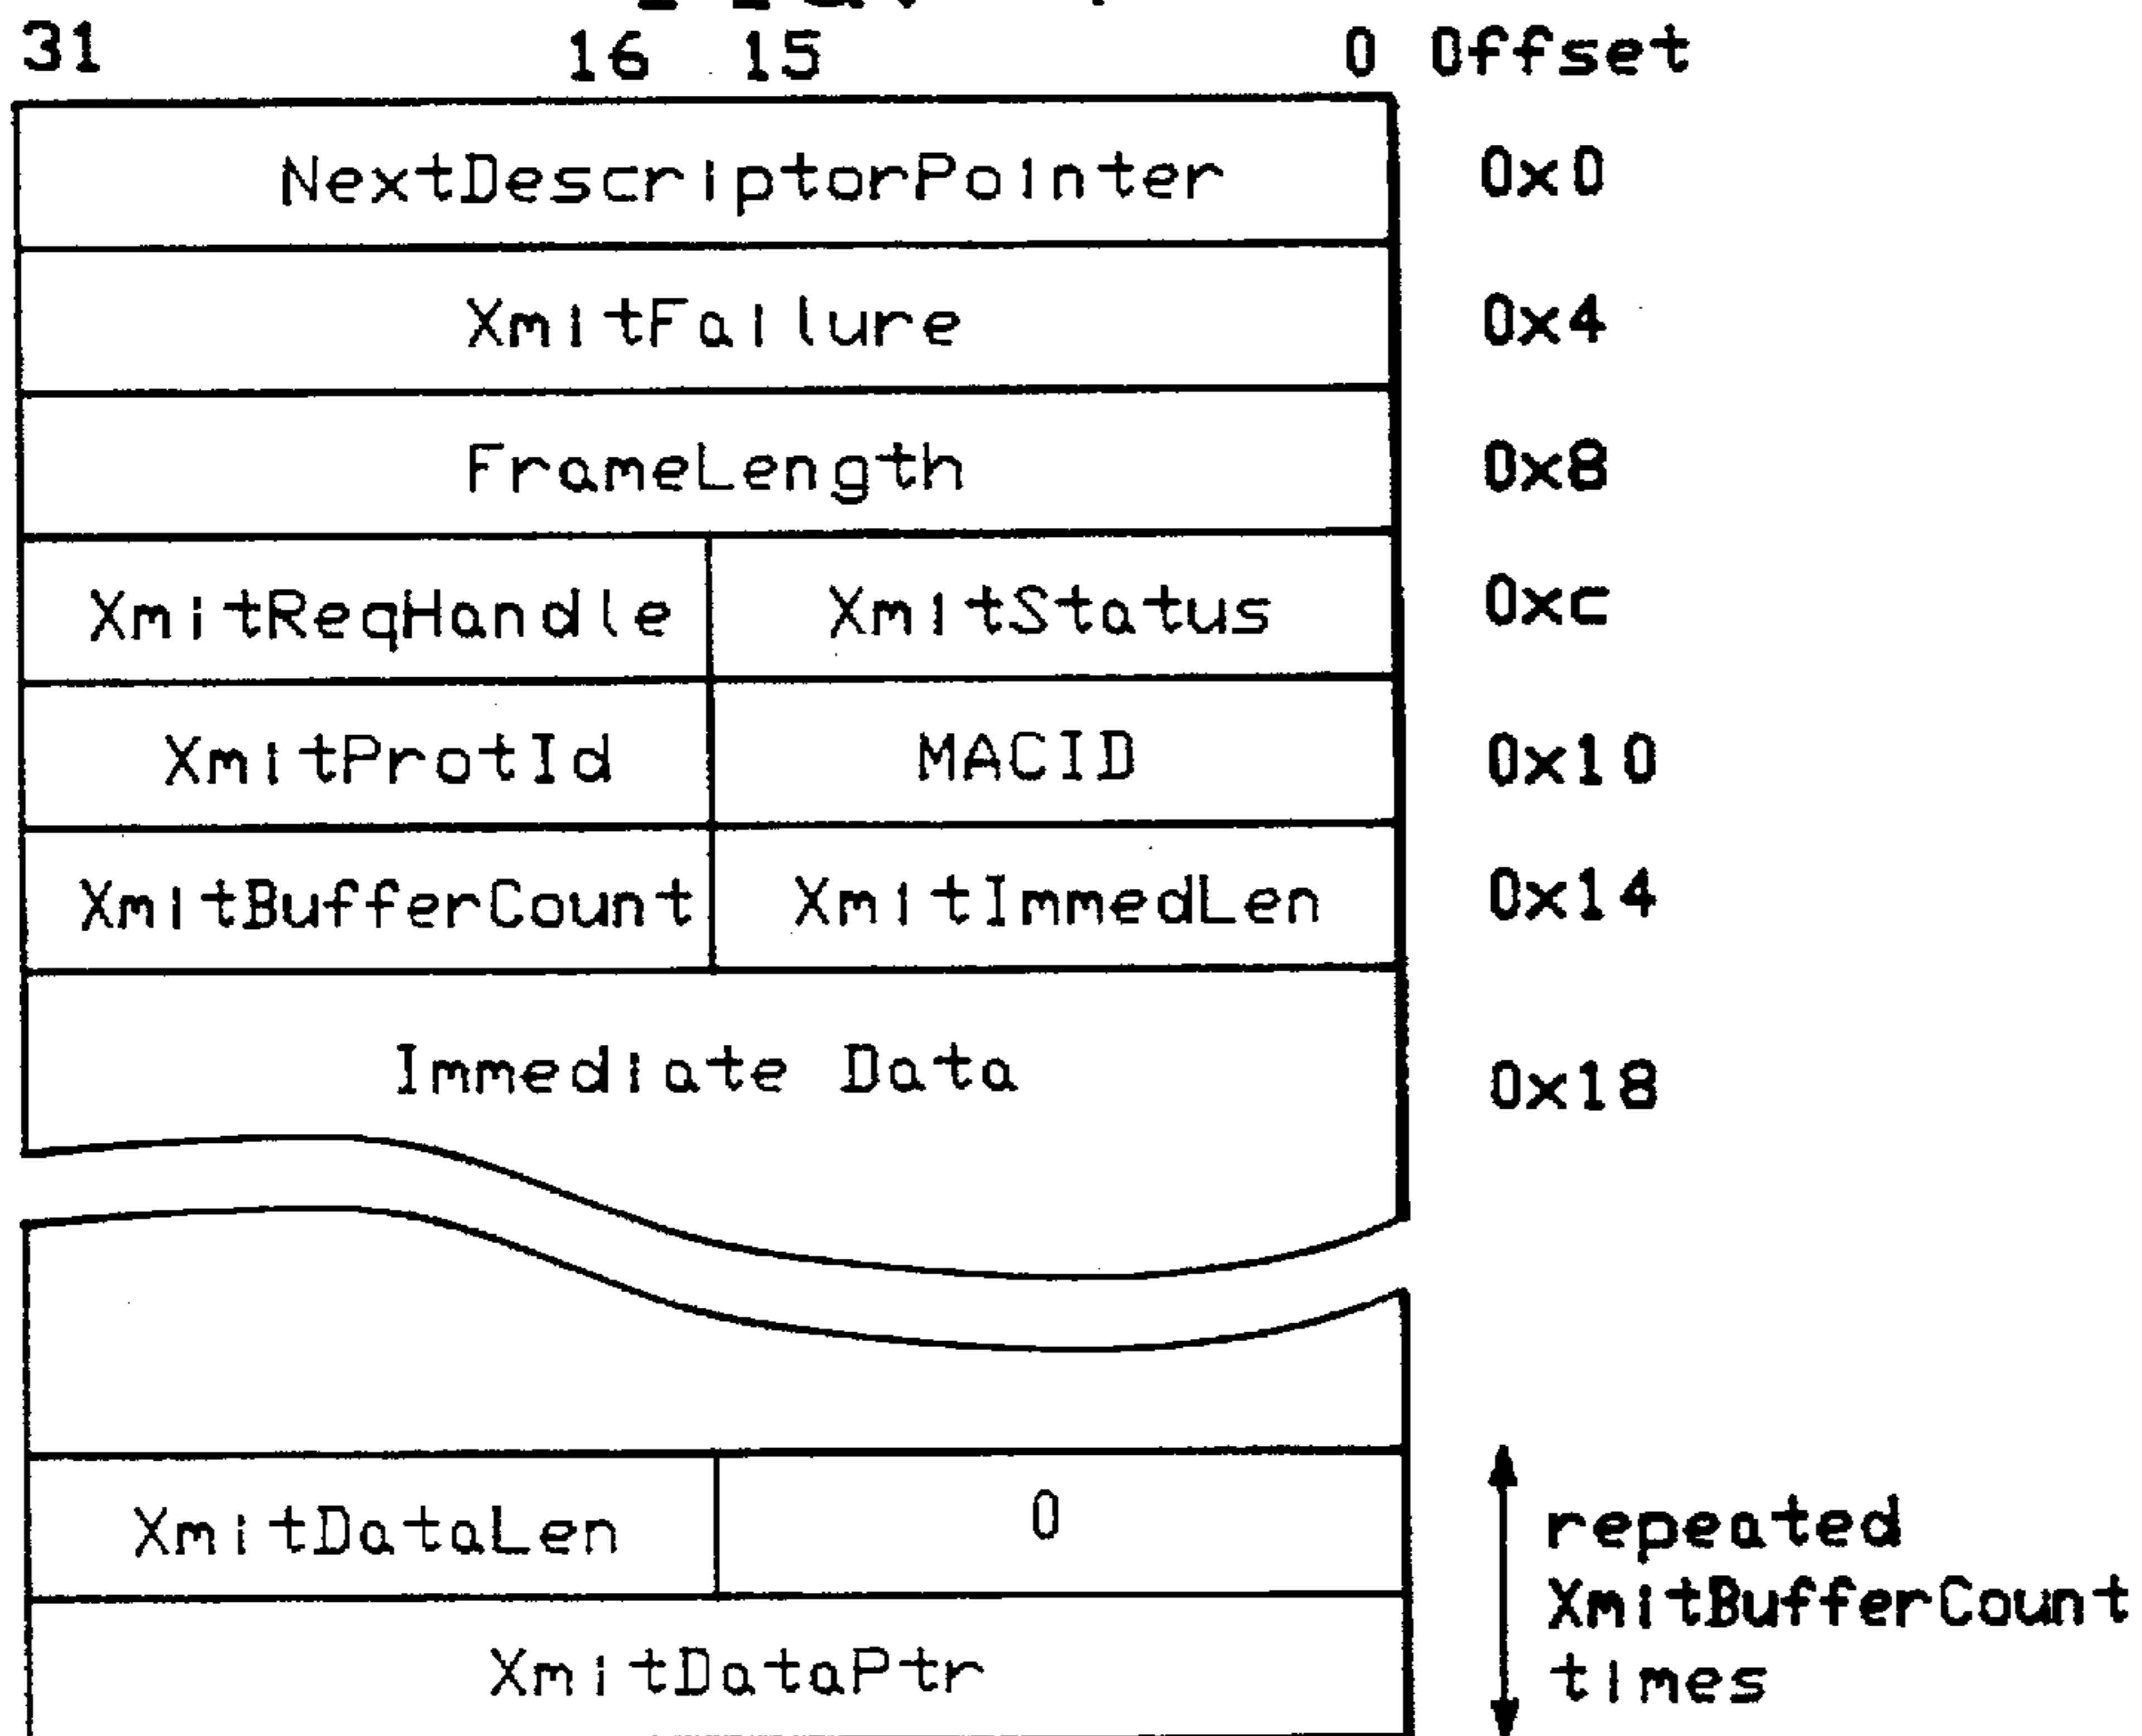 31 16 15 0 Offset
NextDescriptorPointer 0x0
XmitFailure 0x4
FrameLength 0x8
XmitReqHandle XmitStatus 0xc
XmitProtId MACID 0x10
XmitBufferCount XmitImmedLen 0x14
Immediate Data 0x18
XmitDataLen 0
repeated
XmitBufferCount
times
XmitDataPtr